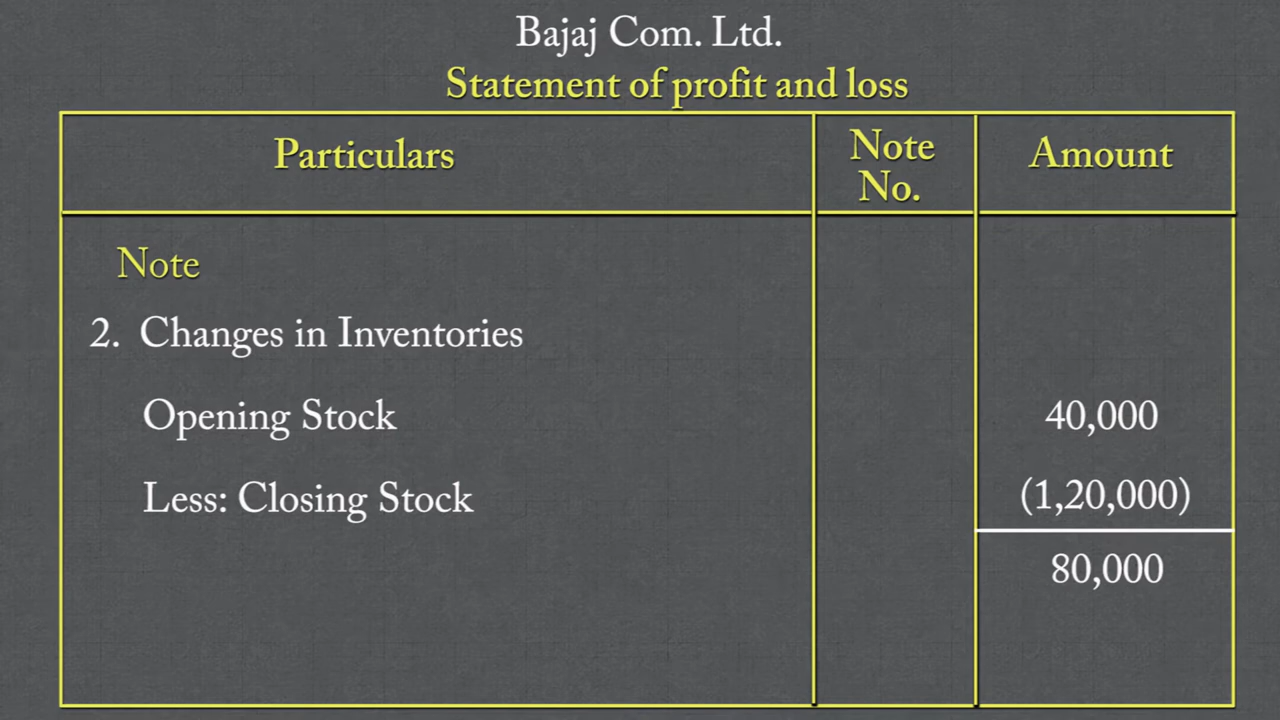 Bajaj Com. Ltd.
Statement of profit and loss
Particulars
Note
No.
Amount
Note
2. Changes in Inventories
Opening Stock 40,000
Less: Closing Stock (1,20,000)
80,000